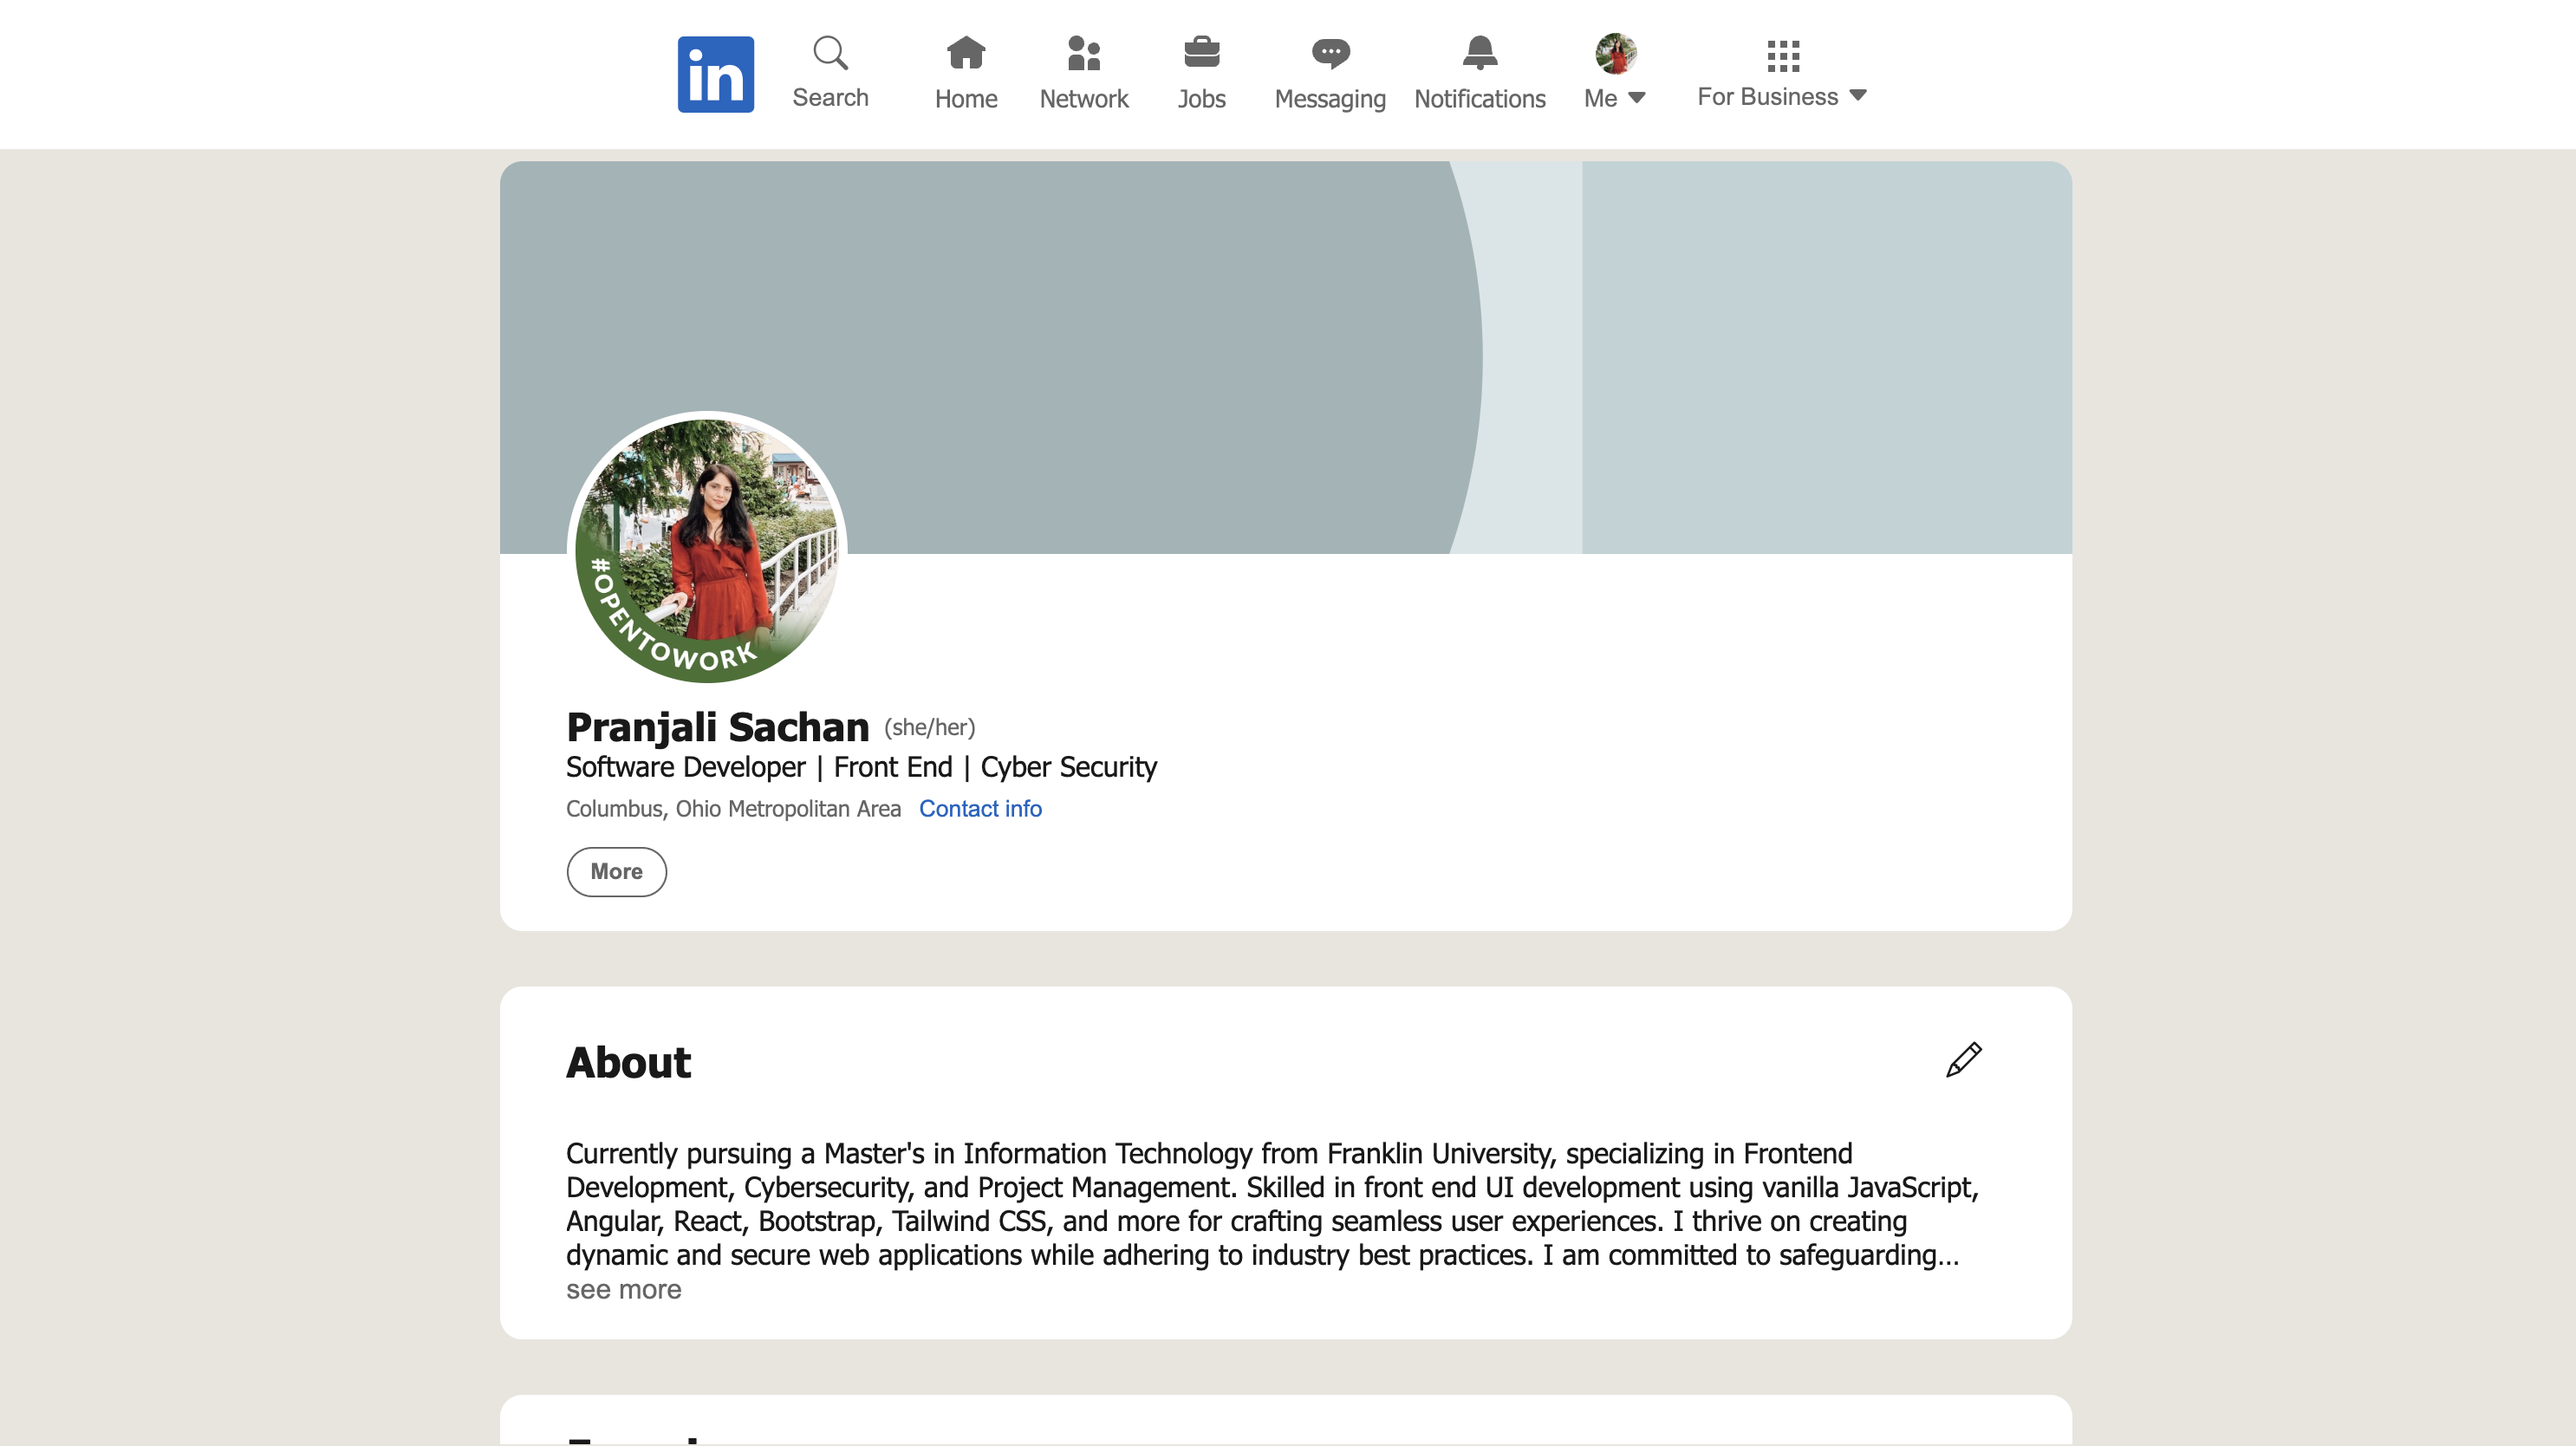 in
Search
Home
Network
Jobs
Messaging
Notifications
Me
For Business
#OPENTOWORK
Pranjali Sachan (she/her)
Software Developer | Front End | Cyber Security
Columbus, Ohio Metropolitan Area Contact info
More
About
Currently pursuing a Master's in Information Technology from Franklin University, specializing in Frontend
Development, Cybersecurity, and Project Management. Skilled in front end UI development using vanilla JavaScript,
Angular, React, Bootstrap, Tailwind CSS, and more for crafting seamless user experiences. I thrive on creating
dynamic and secure web applications while adhering to industry best practices. I am committed to safeguarding...
see more